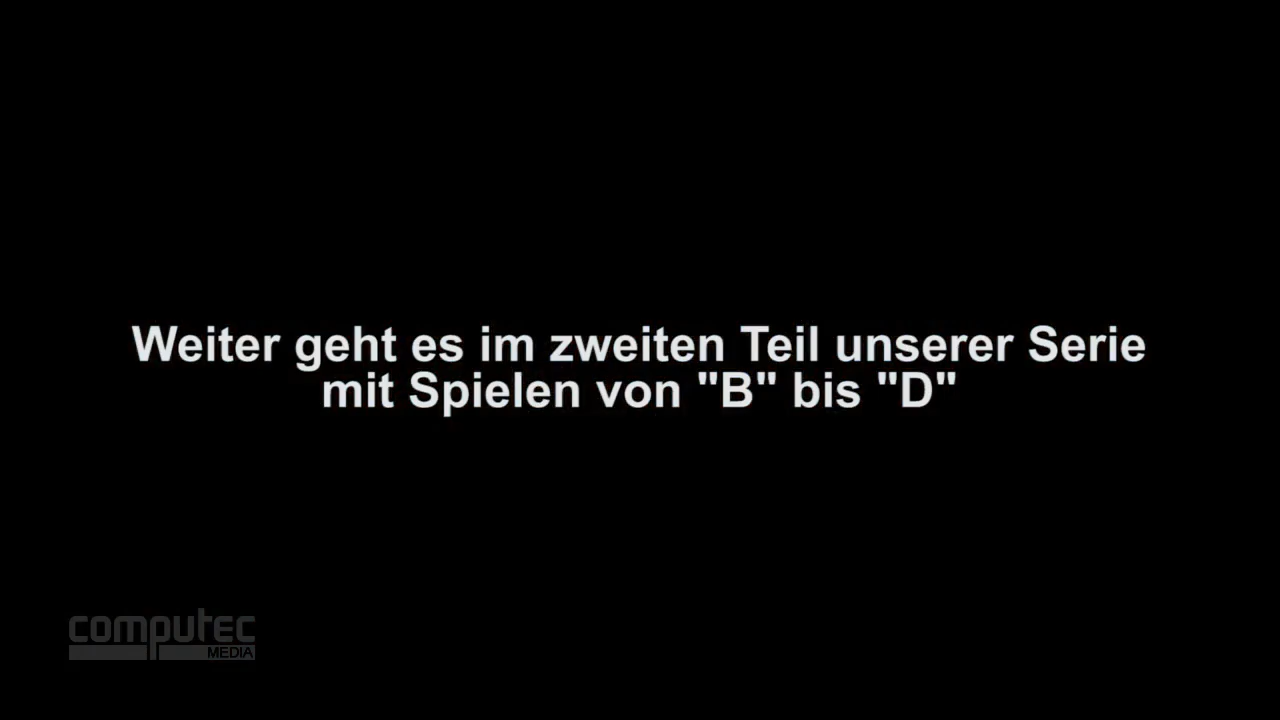 Weiter geht es im zweiten Teil unserer Serie
mit Spielen von "B" bis "D"
computec
MEDIA